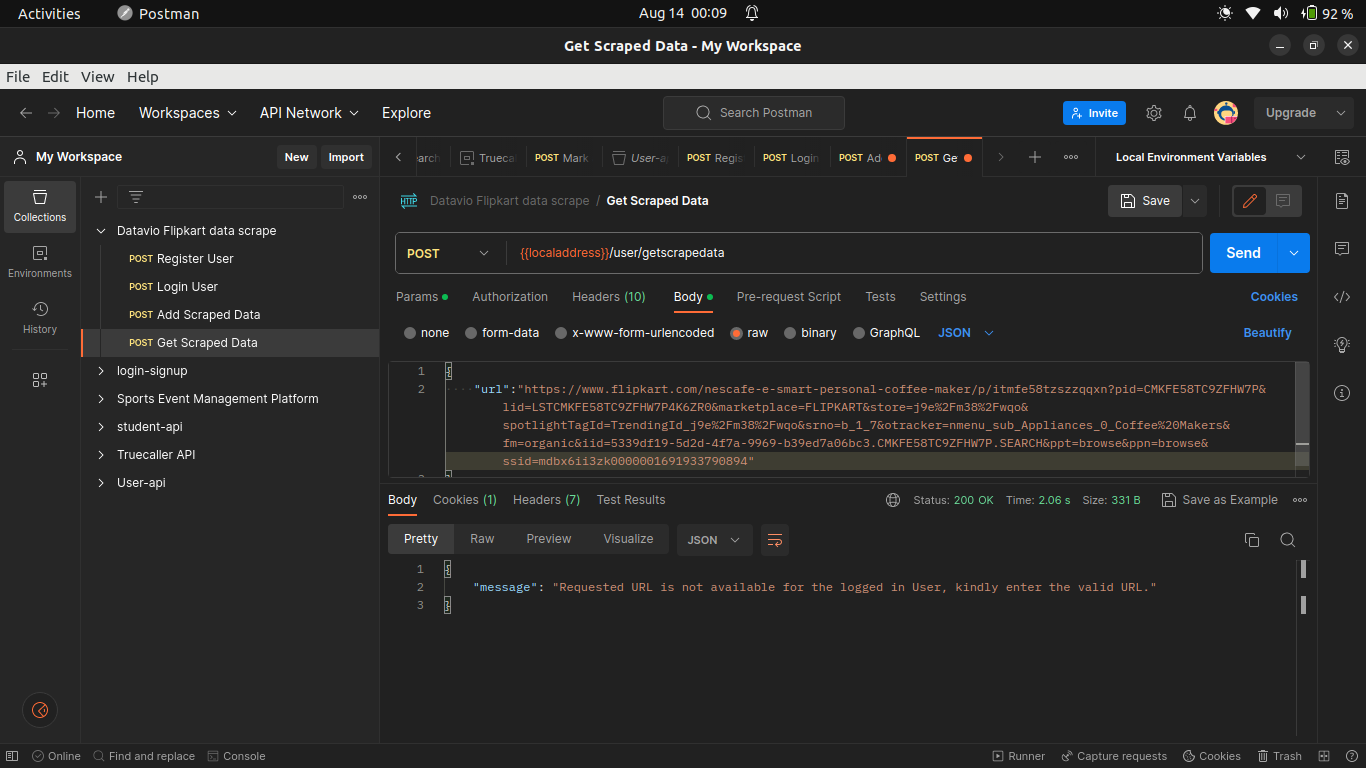 Activities
Postman
Aug 14 00:09
92 %
Get Scraped Data - My Workspace
File Edit View Help
Home
Workspaces
API Network
Explore
Search Postman
Invite
Upgrade
My Workspace
New
Import
earch
Truecal
POST Mark
User-a
POST Regis
POST Login
POST Ad
POST Ge
Local Environment Variables
Collections
Environments
History
Datavio Flipkart data scrape
POST Register User
POST Login User
POST Add Scraped Data
POST Get Scraped Data
login-signup
Sports Event Management Platform
student-api
Truecaller API
User-api
HTTP
Datavio Flipkart data scrape / Get Scraped Data
Save
POST
{{localaddress}}/user/getscrapedata
Send
Params
Authorization
Headers (10)
Body
Pre-request Script
Tests
Settings
Cookies
none
form-data
x-www-form-urlencoded
raw
binary
GraphQL
JSON
Beautify
1 {
2 "url":"https://www.flipkart.com/nescafe-e-smart-personal-coffee-maker/p/itmfe58tzszzqqxn?pid=CMKFE58TC9ZFHW7P&
lid=LSTCMKFE58TC9ZFHW7P4K6ZR0&marketplace=FLIPKART&store=j9e%2Fm38%2Fwqo&
spotlightTagId=TrendingId_j9e%2Fm38%2Fwqo&srno=b_1_7&otracker=nmenu_sub_Appliances_0_Coffee%20Makers&
fm=organic&iid=5339df19-5d2d-4f7a-9969-b39ed7a06bc3.CMKFE58TC9ZFHW7P.SEARCH&ppt=browse&ppn=browse&
ssid=mdbx6ii3zk0000001691933790894"
Body
Cookies (1)
Headers (7)
Test Results
Status: 200 OK
Time: 2.06 s
Size: 331 B
Save as Example
Pretty
Raw
Preview
Visualize
JSON
1 {
2 "message": "Requested URL is not available for the logged in User, kindly enter the valid URL."
3 }
Online
Find and replace
Console
Runner
Capture requests
Cookies
Trash